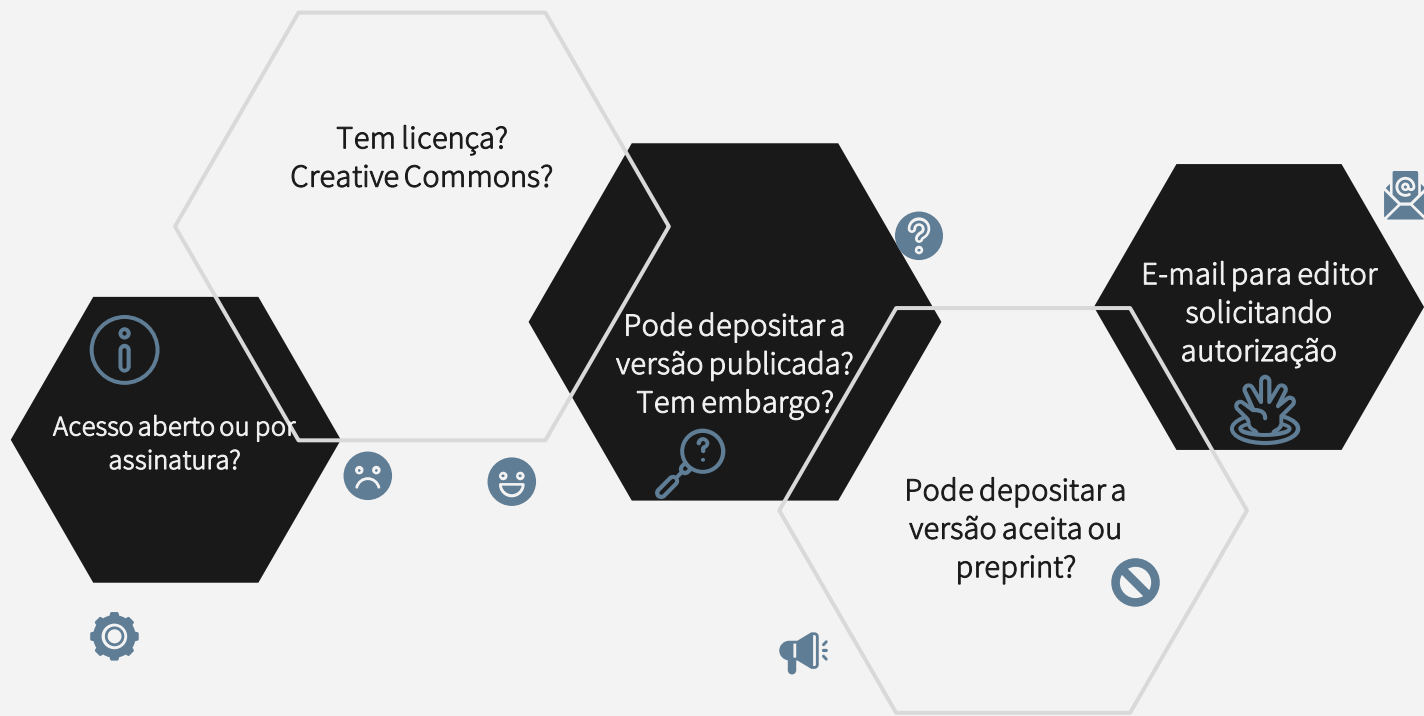 Acesso aberto ou por
assinatura?
Tem licença?
Creative Commons?
Pode depositar a
versão publicada?
Tem embargo?
Pode depositar a
versão aceita ou
preprint?
E-mail para editor
solicitando
autorização